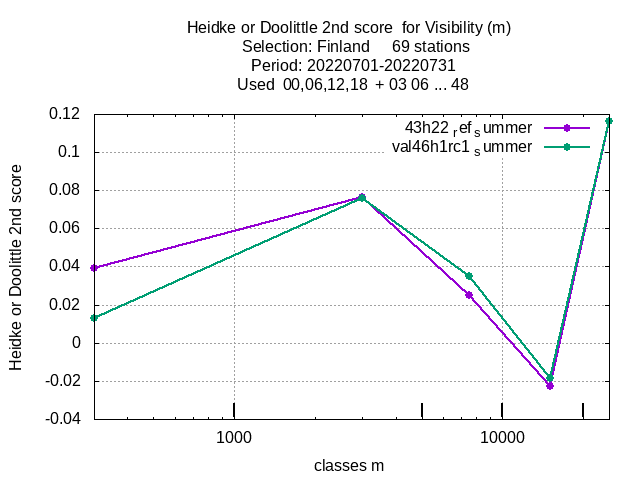 Heidke or Doolittle 2nd score  for Visibility (m)
Selection: Finland     69 stations
Period: 20220701-20220731
Used  00,06,12,18  + 03 06 ... 48
0.12
0.1
0.08
0.06
0.04
0.02
0
-0.02
-0.04
Heidke or Doolittle 2nd score
43h22 refsummer
val46h1rc1 summer
1000
10000
classes m